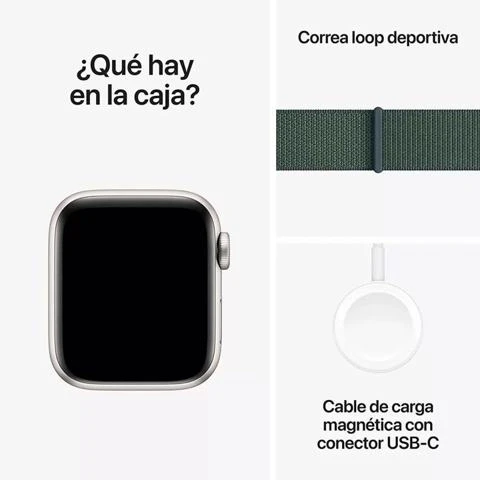 ¿Qué hay
en la caja?
Correa loop deportiva
Cable de carga
magnética con
conector USB-C